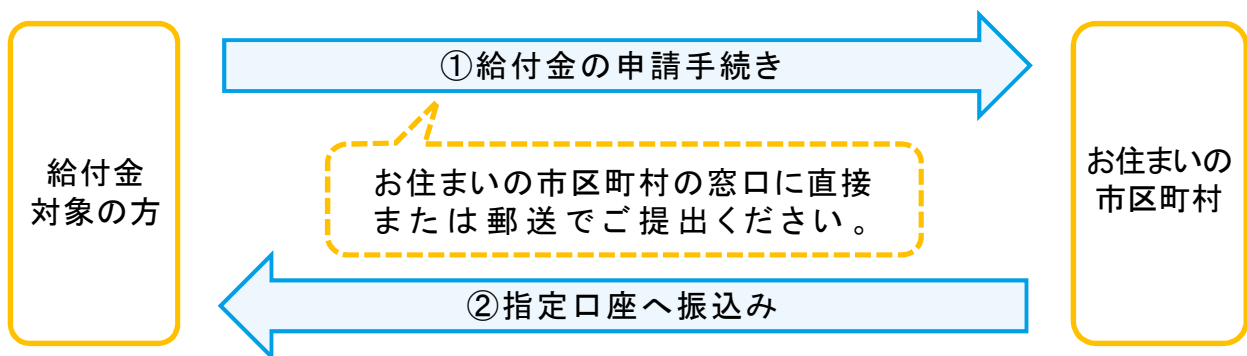 ①給付金の申請手続き
給付金
対象の方
お住まいの市区町村の窓口に直接
または郵送でご提出ください。
お住まいの
市区町村
②指定口座へ振込み